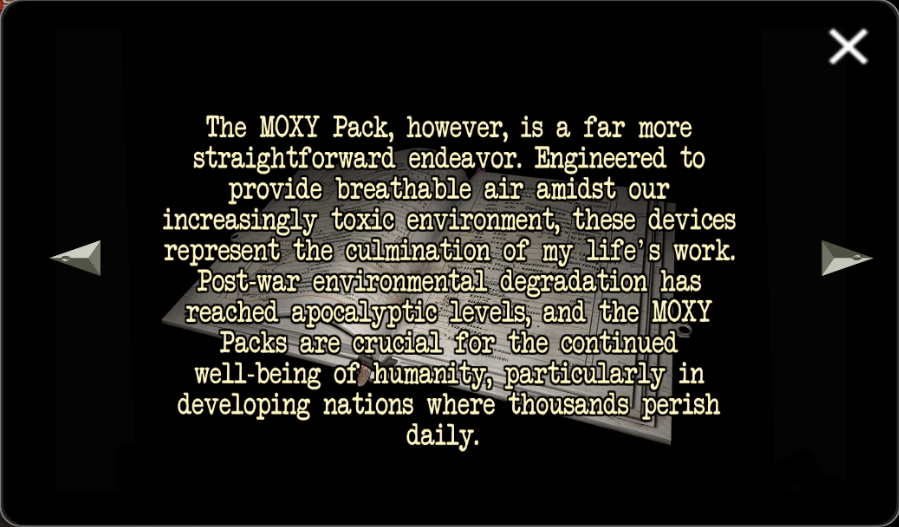 The MOXY Pack, however, is a far more
straightforward endeavor. Engineered to
provide breathable air amidst our
increasingly toxic environment, these devices
represent the culmination of my life's work.
Post-war environmental degradation has
reached apocalyptic levels, and the MOXY
Packs are crucial for the continued
well-being of humanity, particularly in
developing nations where thousands perish
daily.